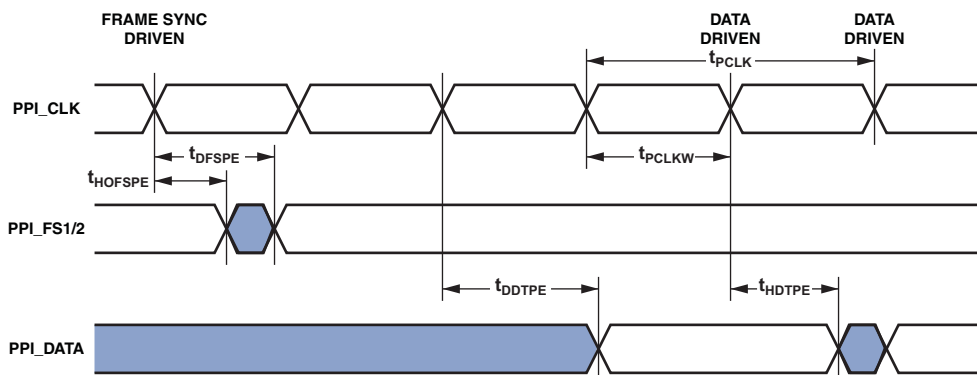 FRAME SYNC
DRIVEN
DATA
DRIVEN
DATA
DRIVEN
tPCLK
PPI_CLK
tDFSPE
tPCLKW
tHOFSPE
PPI_FS1/2
tDDTPE
tHDTPE
PPI_DATA